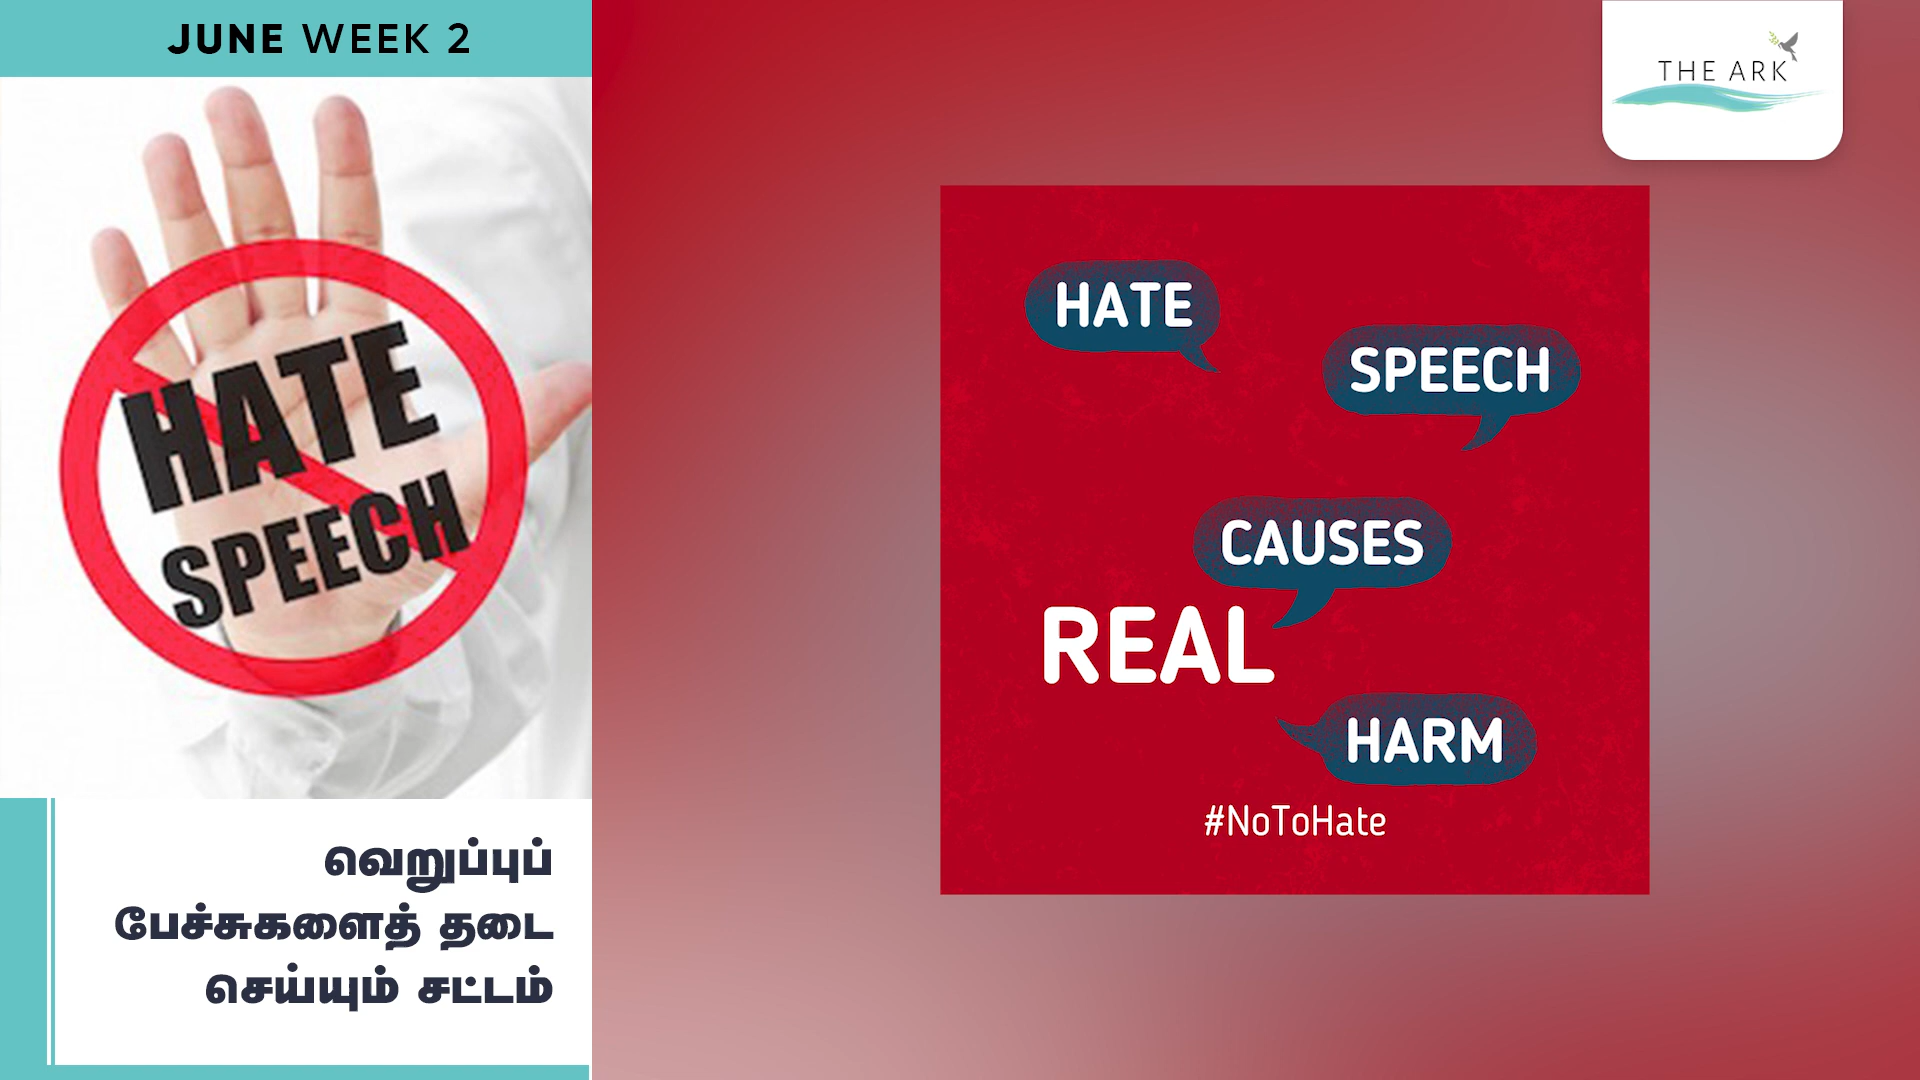 JUNE WEEK 2
HATE
SPEECH
வெறுப்புப்
பேச்சுகளைத் தடை
செய்யும் சட்டம்
THE ARK
HATE
SPEECH
CAUSES
REAL
HARM
#NoToHate